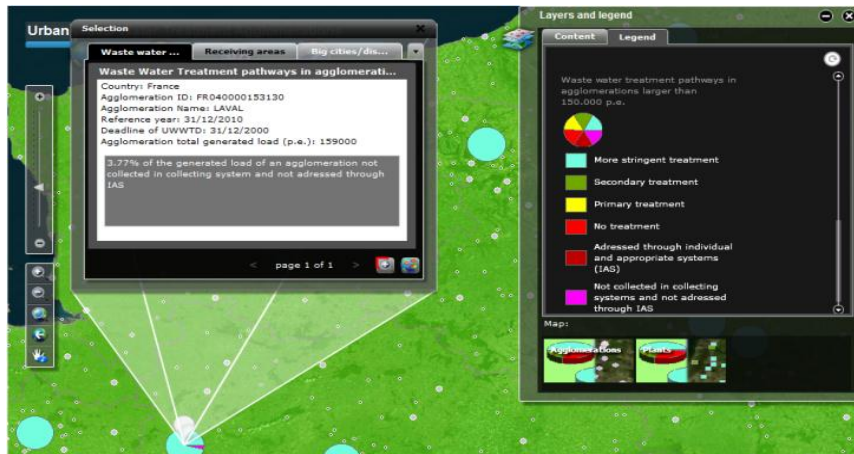 Urban
Selection
Waste water ...
Receiving areas
Big cities/dis...
Waste Water Treatment pathways in agglomerati...
Country: France
Agglomeration ID: FR040000153130
Agglomeration Name: LAVAL
Reference year: 31/12/2010
Deadline of UWWTD: 31/12/2000
Agglomeration total generated load (p.e.): 159000
3.77% of the generated load of an agglomeration not
collected in collecting system and not adressed through
IAS
< page 1 of 1 >
Layers and legend
Content
Legend
Waste water treatment pathways in
agglomerations larger than
150.000 p.e.
More stringent treatment
Secondary treatment
Primary treatment
No treatment
Adressed through individual
and appropriate systems
(IAS)
Not collected in collecting
systems and not adressed
through IAS
Map:
Agglomerations
Plants